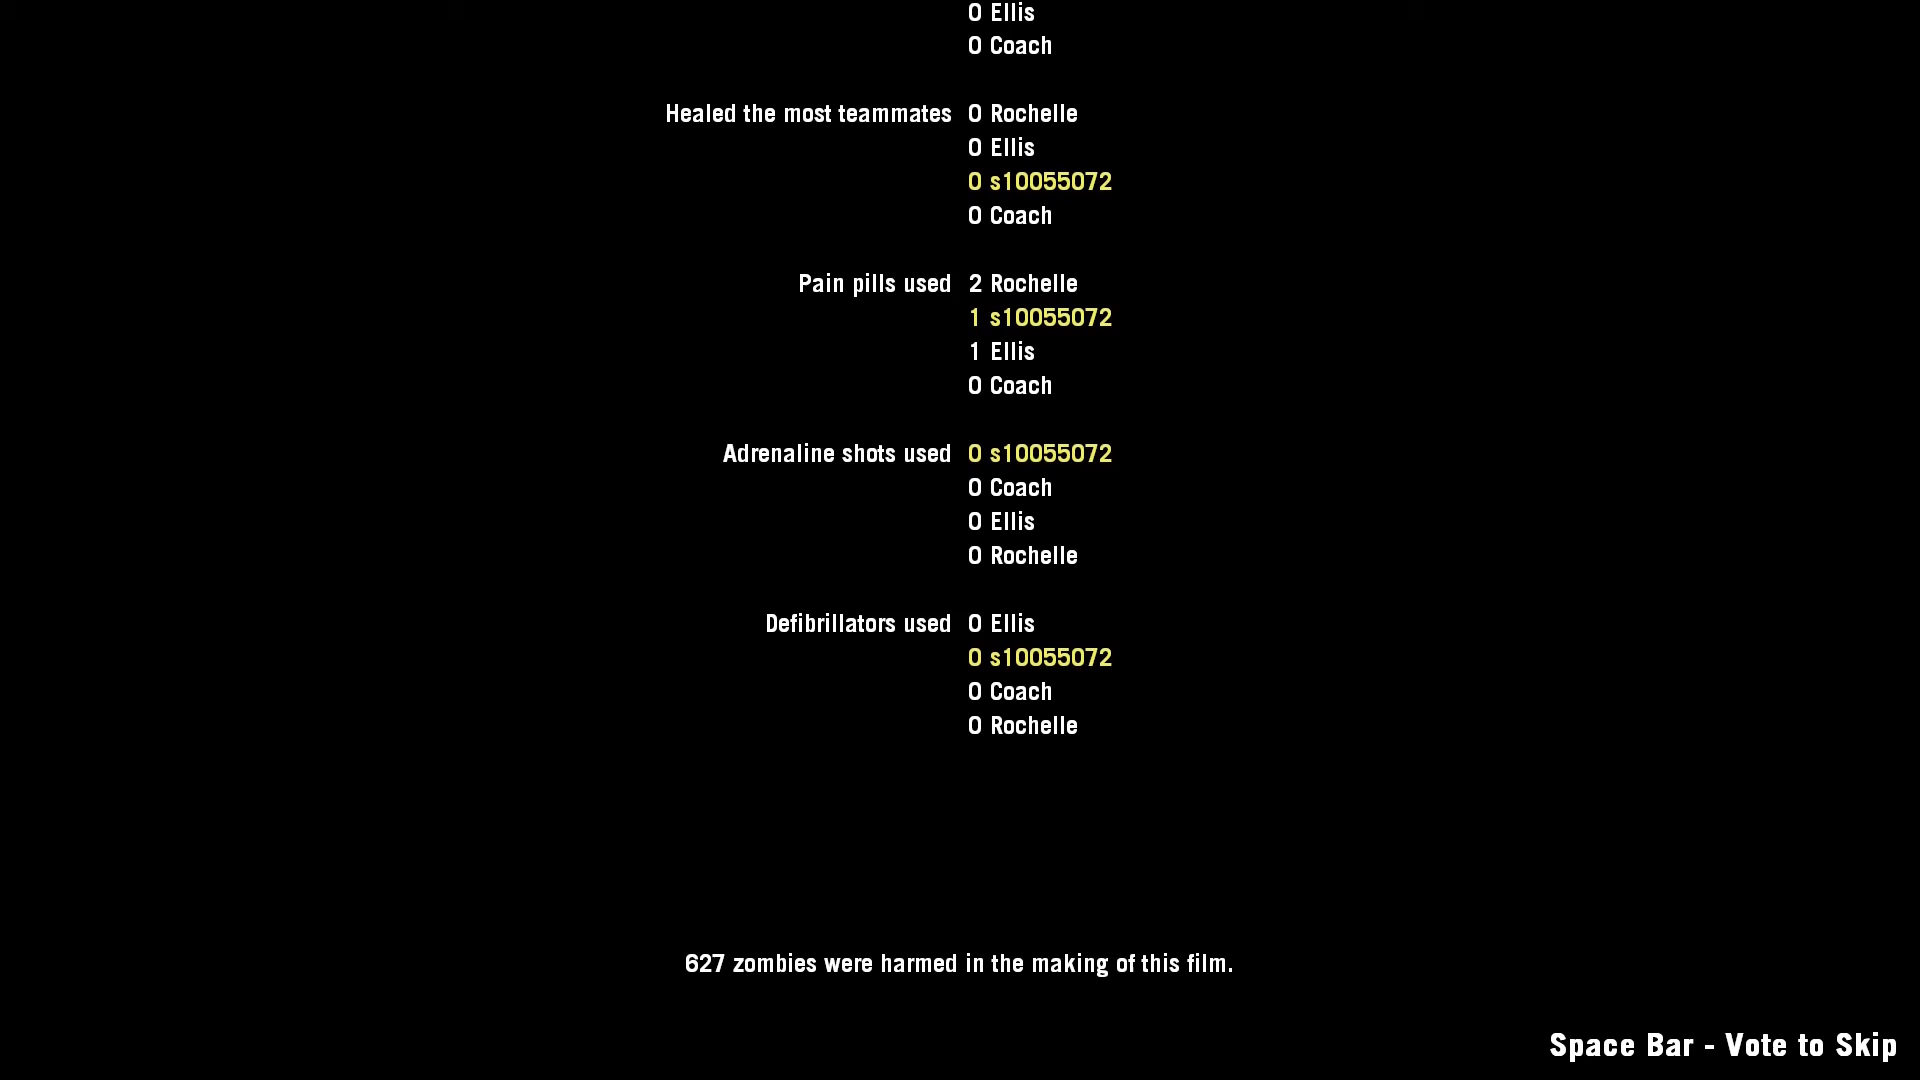 0 Ellis
0 Coach
Healed the most teammates 0 Rochelle
0 Ellis
0 s10055072
0 Coach
Pain pills used 2 Rochelle
1 s10055072
1 Ellis
0 Coach
Adrenaline shots used 0 s10055072
0 Coach
0 Ellis
0 Rochelle
Defibrillators used 0 Ellis
0 s10055072
0 Coach
0 Rochelle
627 zombies were harmed in the making of this film.
Space Bar - Vote to Skip